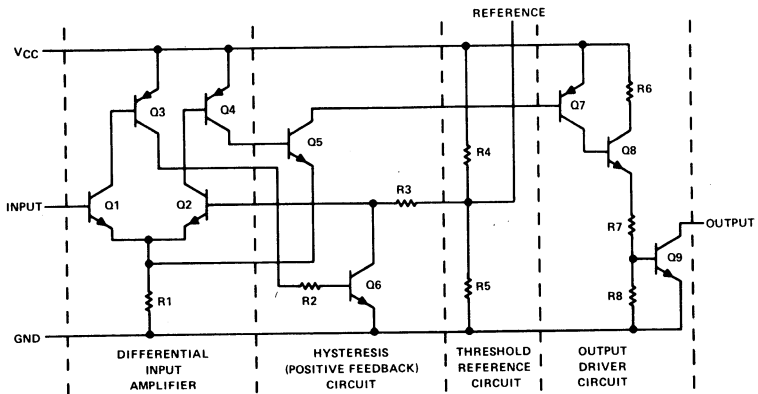 REFERENCE
VCC
Q3
Q4
Q5
Q7
R6
Q8
R4
R3
INPUT
Q1
Q2
R7
OUTPUT
Q9
Q6
R1
R2
R5
R8
GND
DIFFERENTIAL
INPUT
AMPLIFIER
HYSTERESIS
(POSITIVE FEEDBACK)
CIRCUIT
THRESHOLD
REFERENCE
CIRCUIT
OUTPUT
DRIVER
CIRCUIT